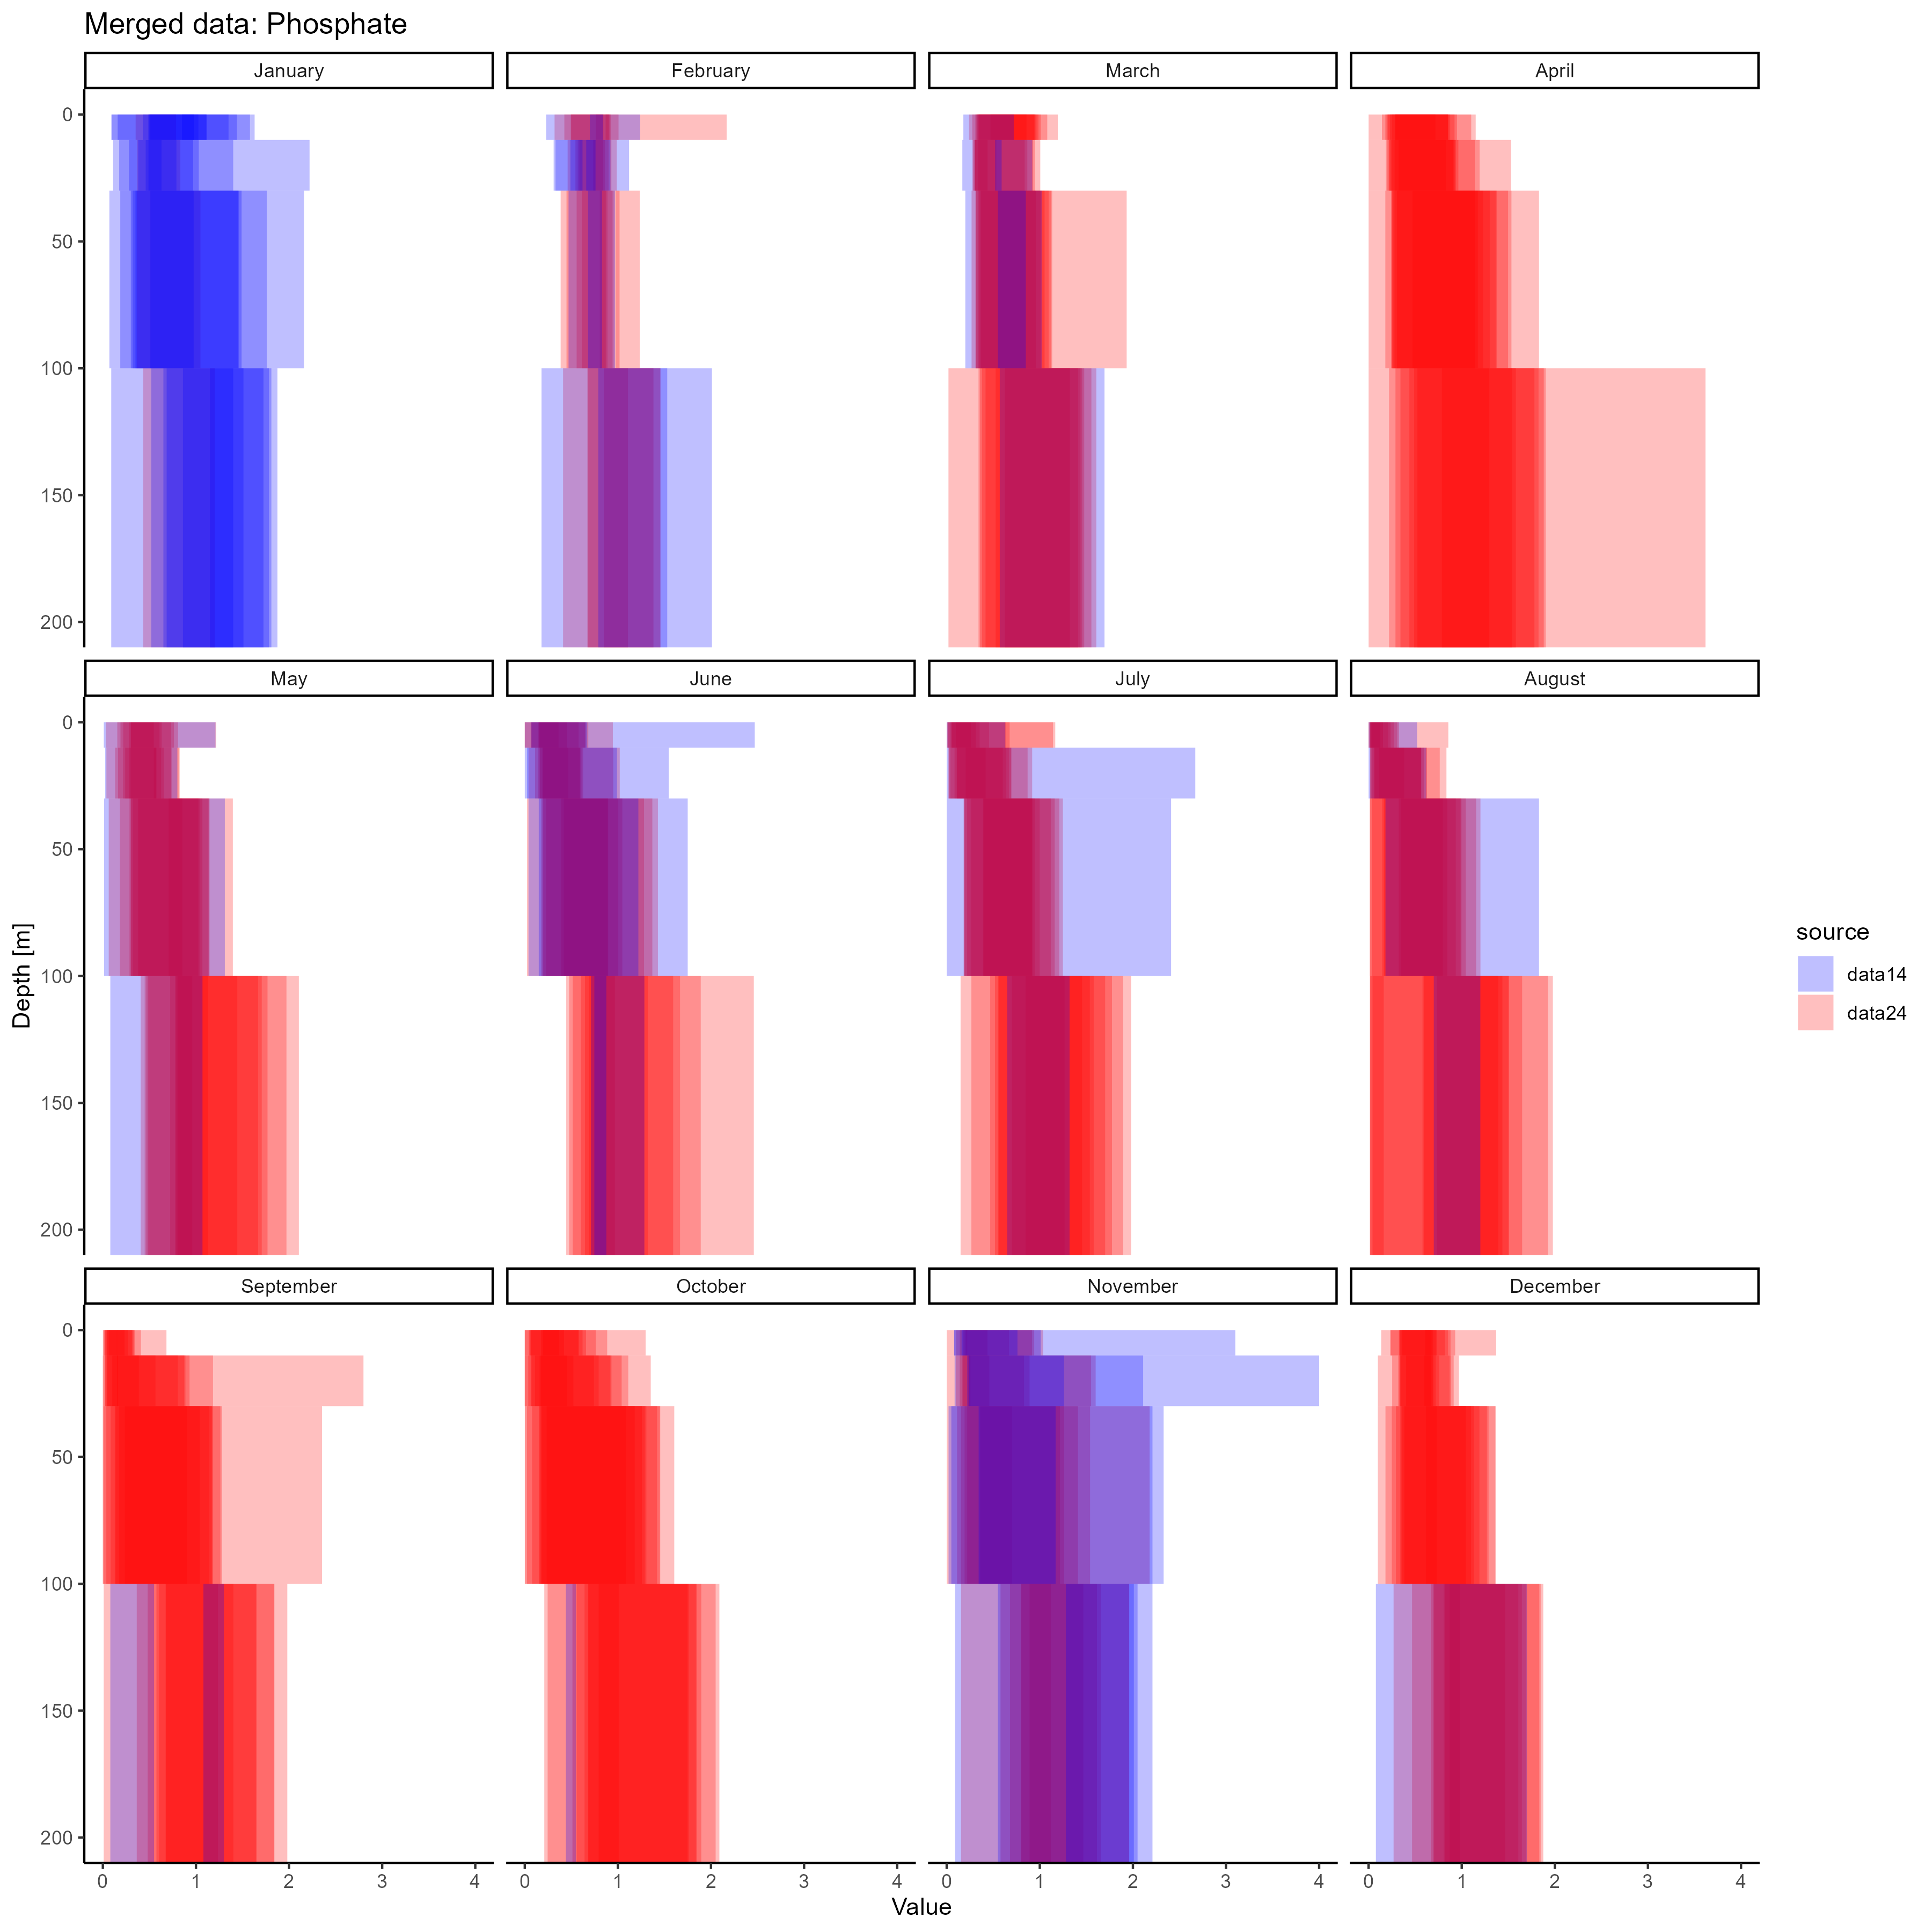 Merged data: Phosphate
January February March April
0
50
100
150
200
May June July August
0
50
100
150
200
September October November December
0
50
100
150
200
0 1 2 3 4 0 1 2 3 4 0 1 2 3 4 0 1 2 3 4
Value
Depth [m]
source
data14
data24